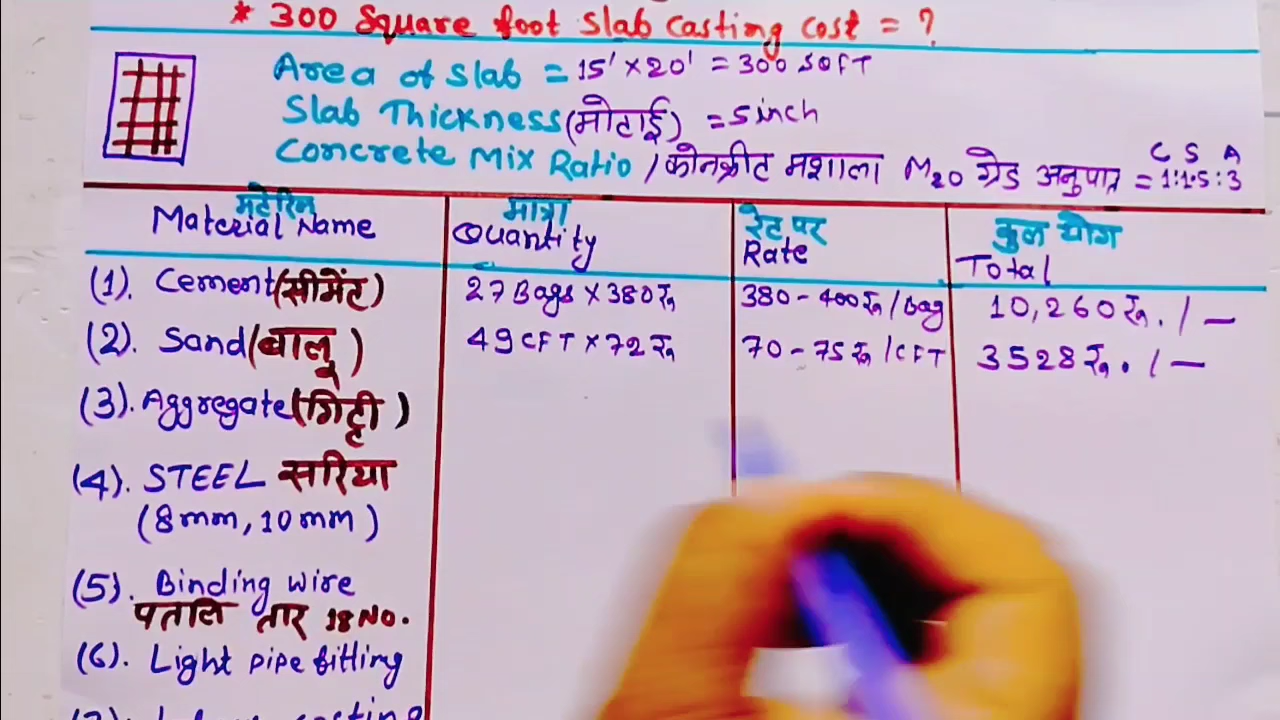 * 300 Square foot Slab Casting Cost = ?
Area of Slab = 15' × 20' = 300 SQFT
Slab Thickness (मोटाई) = 5 inch
Concrete Mix Ratio / कोनक्रीट मशाला M20 ग्रेड अनुपात = 1:1.5:3
C S A
मटेरिल मात्रा रेट पर कुल योग
Material Name Quantity Rate Total
(1). Cement (सीमेंट) 27 Bags × 380 रू 380 - 400 रू / Bag 10,260 रू. / -
(2). Sand (बालू) 49 CFT × 72 रू 70 - 75 रू / CFT 3528 रू. / -
(3). Aggregate (गिट्टी)
(4). STEEL सरिया
(8mm, 10mm)
(5). Binding wire
पतलि तार 18 No.
(6). Light pipe fitting